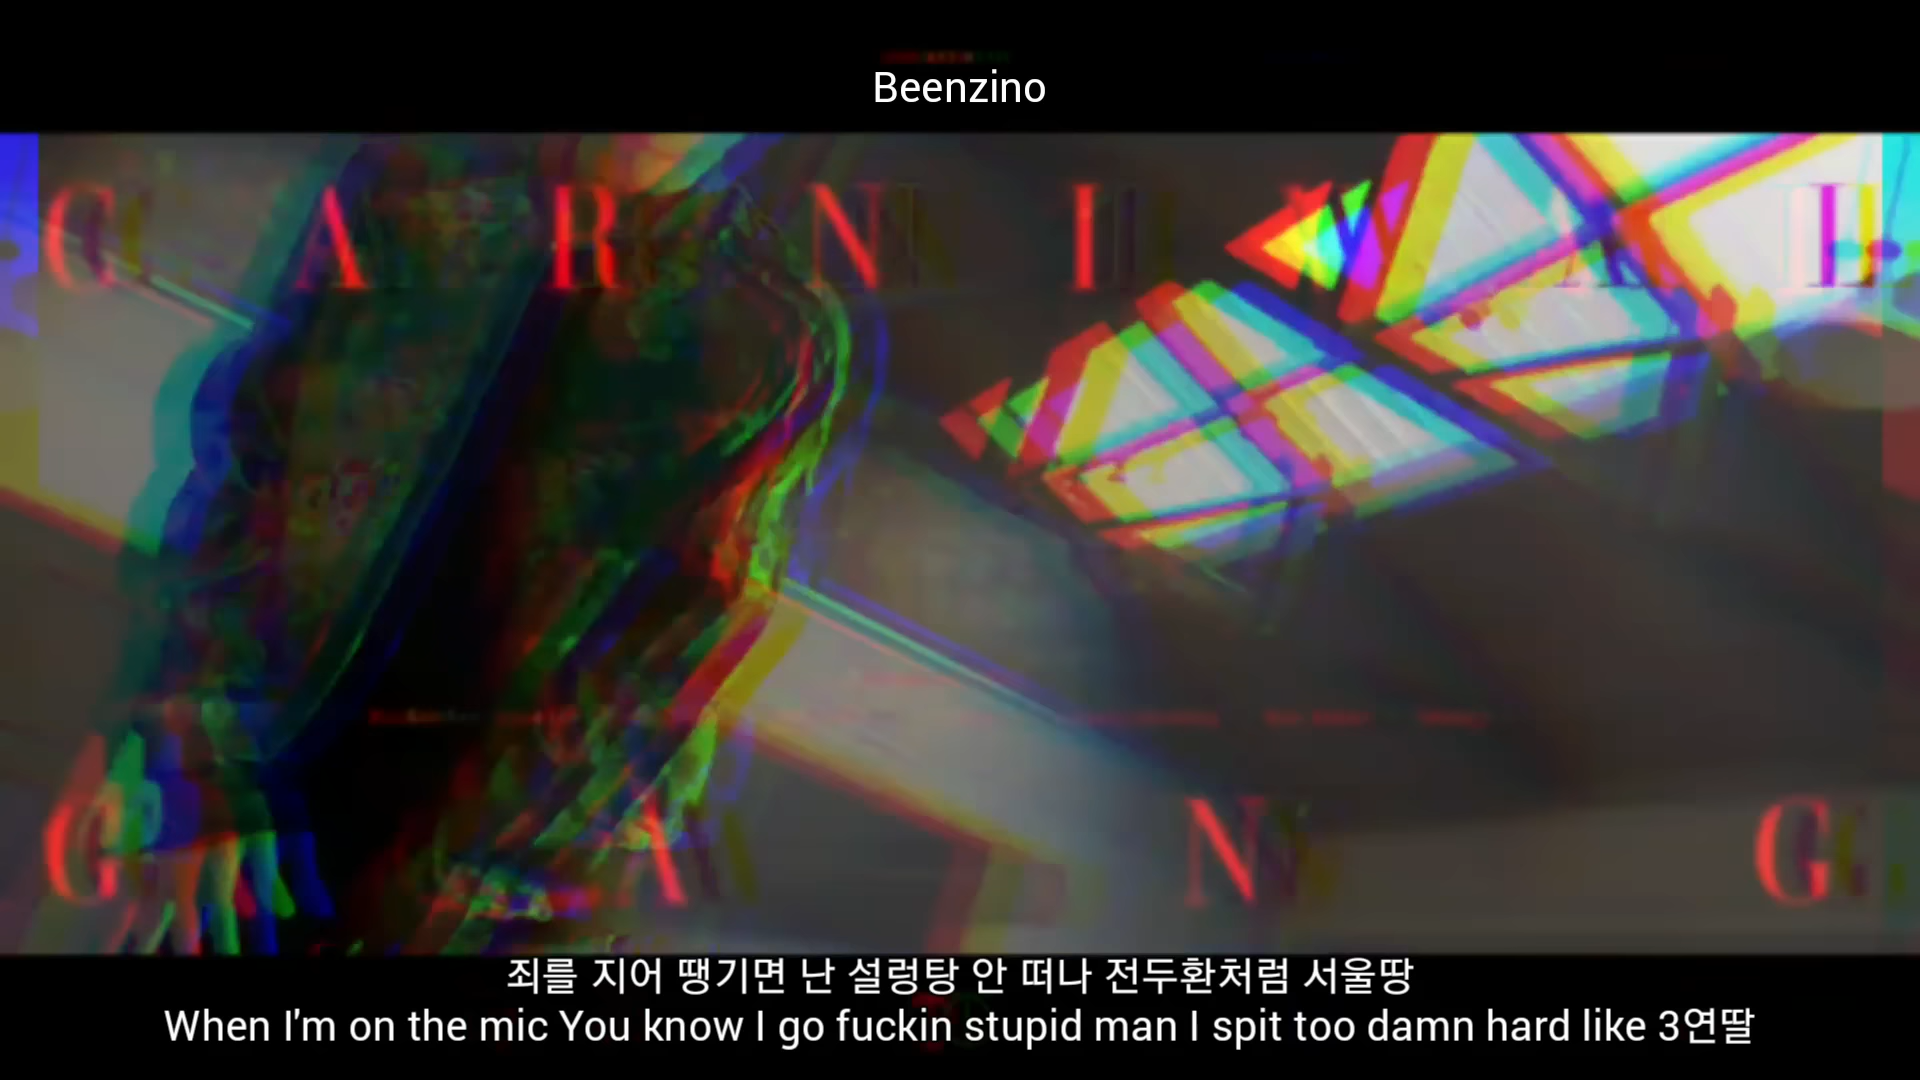 Beenzino
CARNIVAL
GANG
죄를 지어 땡기면 난 설렁탕 안 떠나 전두환처럼 서울땅
When I'm on the mic You know I go fuckin stupid man I spit too damn hard like 3연딸